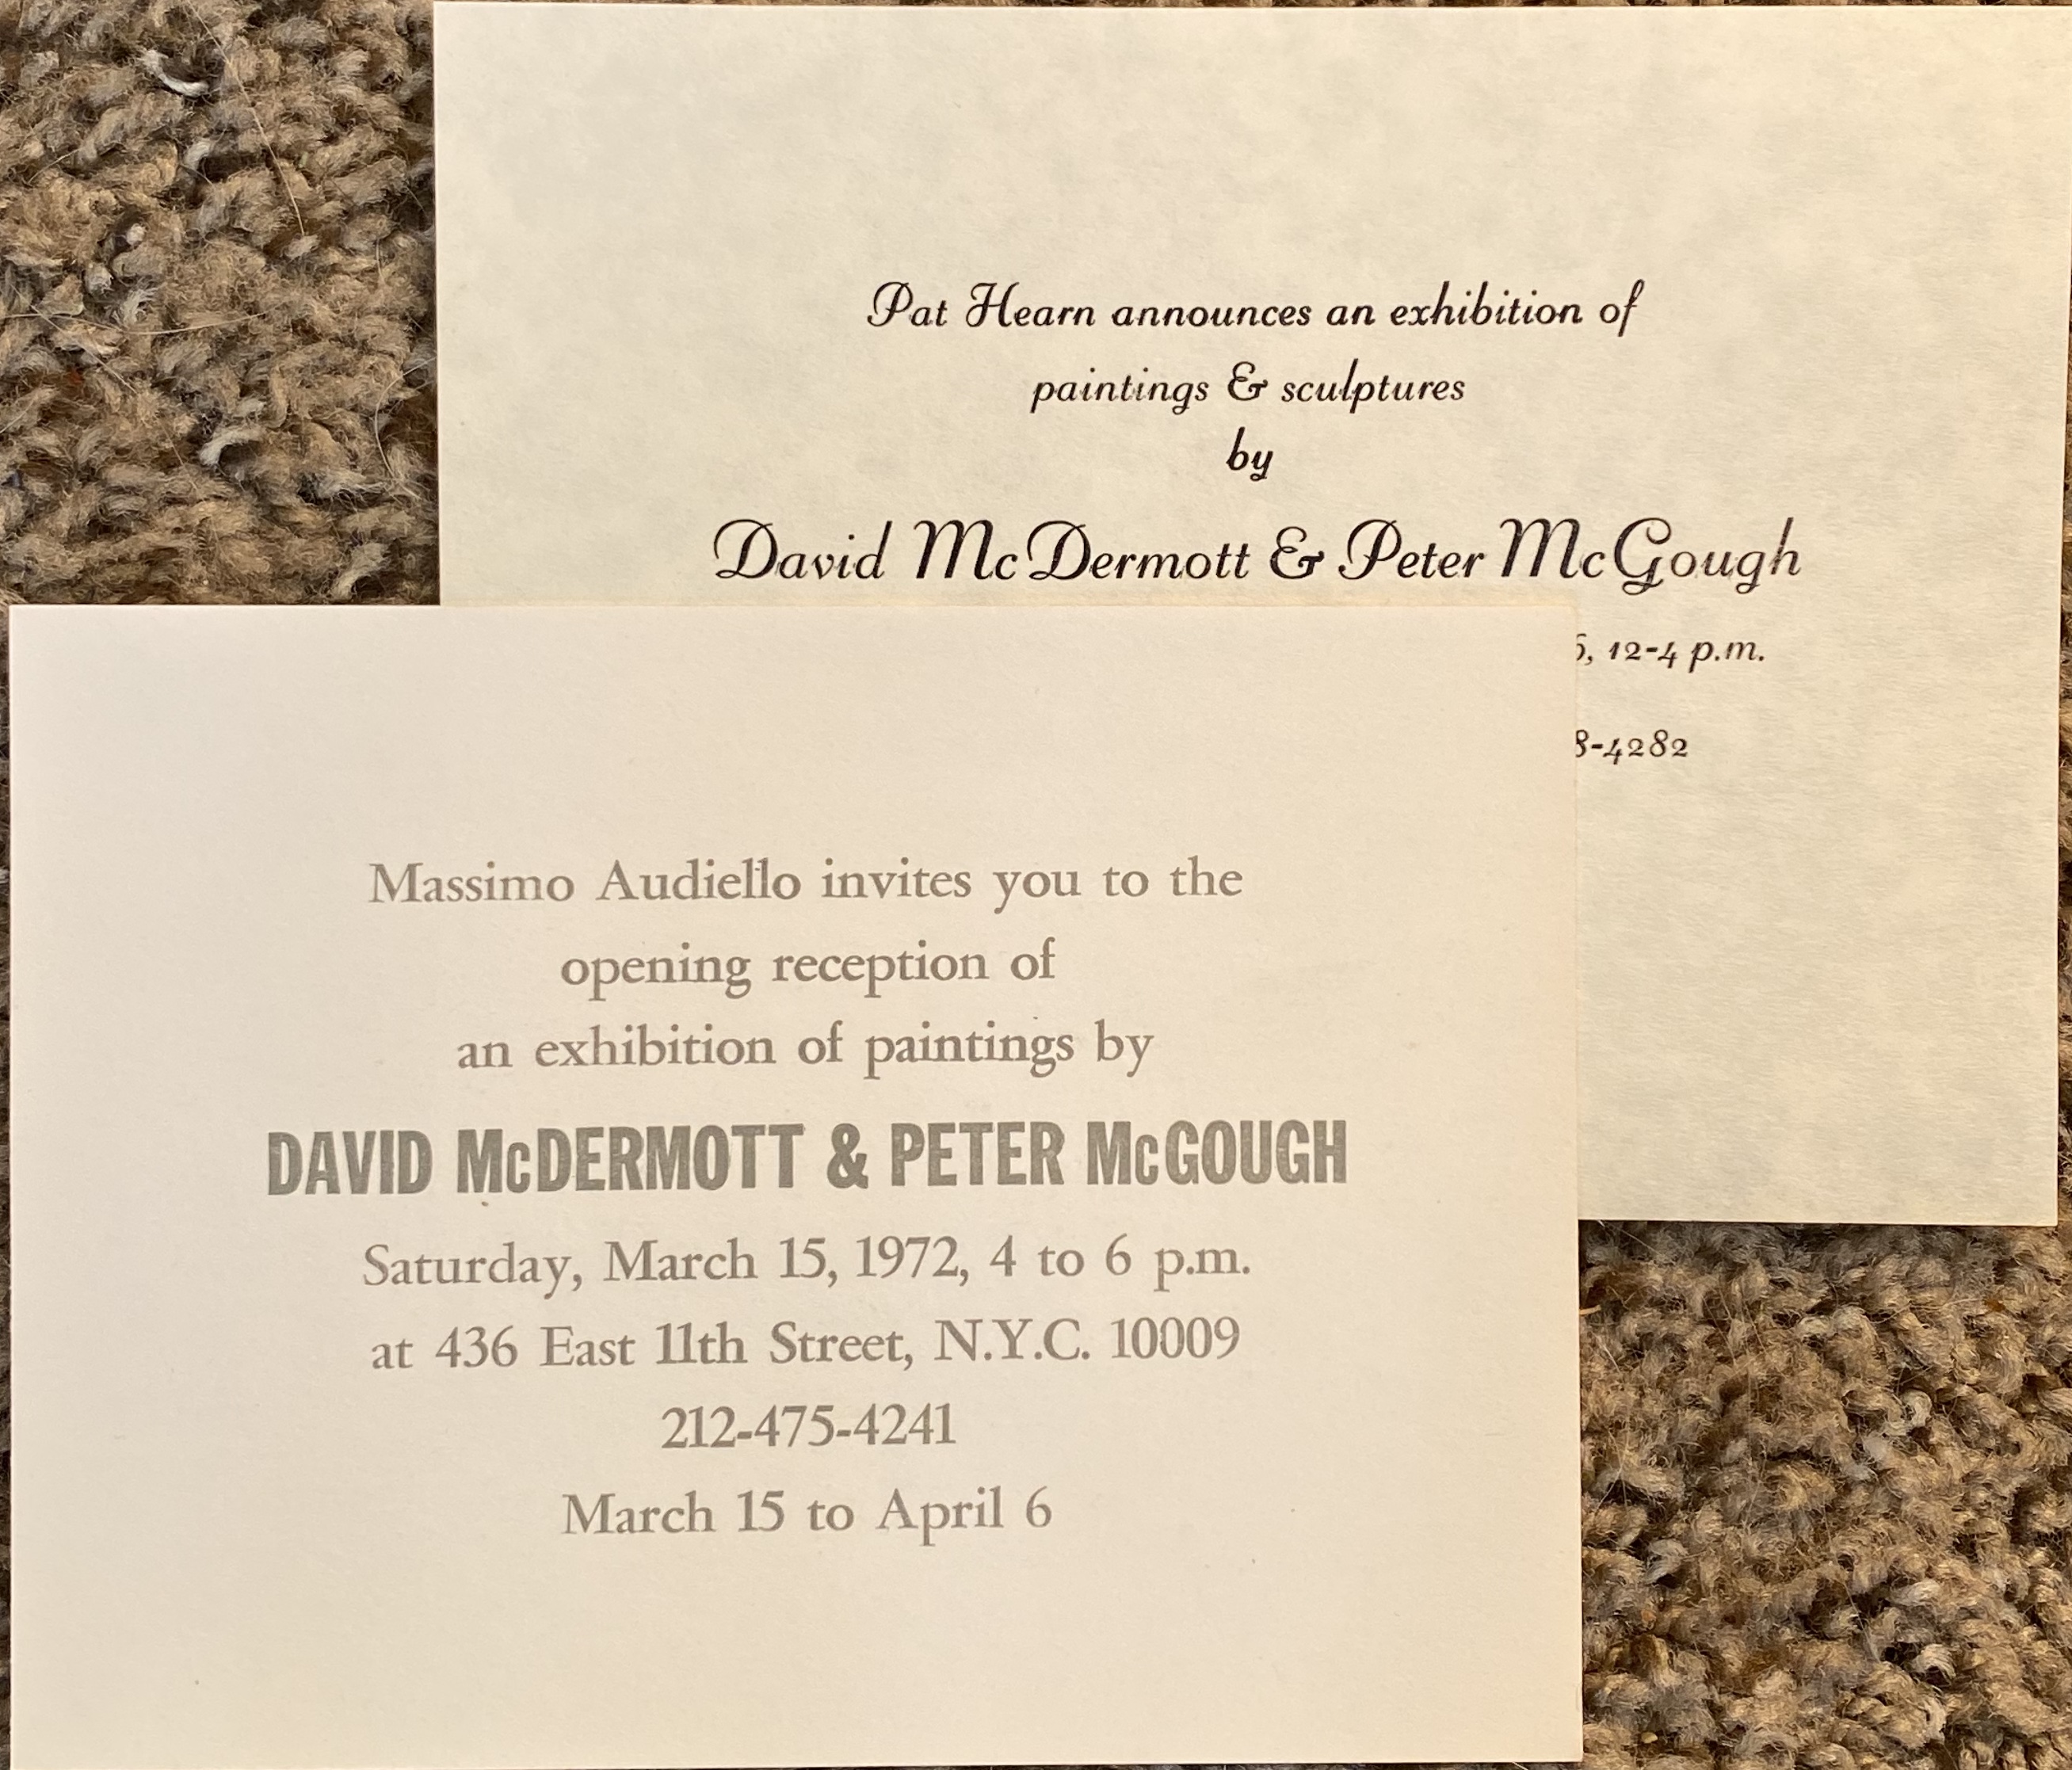 Pat Hearn announces an exhibition of
paintings & sculptures
by
David McDermott & Peter McGough
12-4 p.m.
8-4282
Massimo Audiello invites you to the
opening reception of
an exhibition of paintings by
DAVID McDERMOTT & PETER McGOUGH
Saturday, March 15, 1972, 4 to 6 p.m.
at 436 East 11th Street, N.Y.C. 10009
212-475-4241
March 15 to April 6